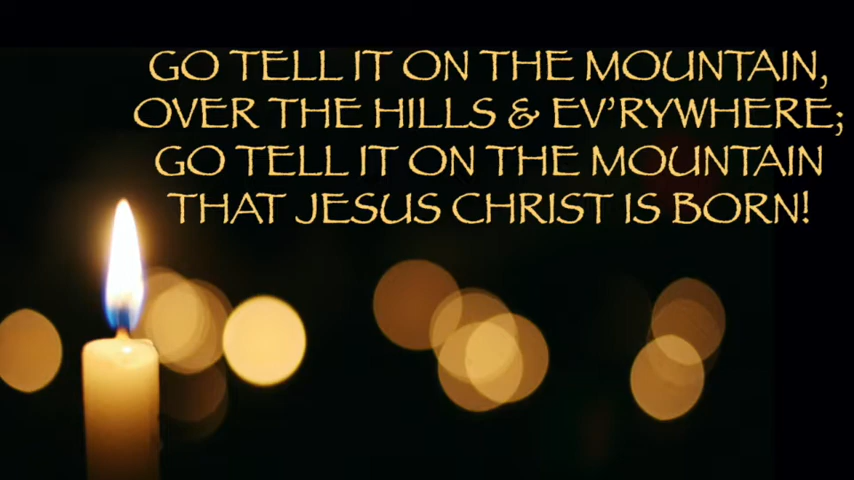 GO TELL IT ON THE MOUNTAIN,
OVER THE HILLS & EV'RYWHERE;
GO TELL IT ON THE MOUNTAIN
THAT JESUS CHRIST IS BORN!